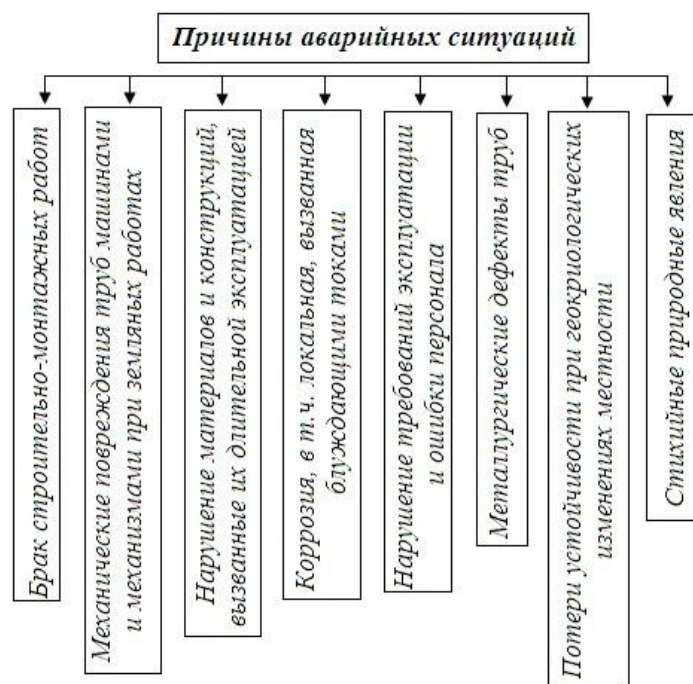 Причины аварийных ситуаций
Брак строительно-монтажных работ
Механические повреждения труб машинами
и механизмами при земляных работах
Нарушение материалов и конструкций,
вызванные их длительной эксплуатацией
Коррозия, в т.ч. локальная, вызванная
блуждающими токами
Нарушение требований эксплуатации
и ошибки персонала
Металлургические дефекты труб
Потери устойчивости при геокриологических
изменениях местности
Стихийные природные явления